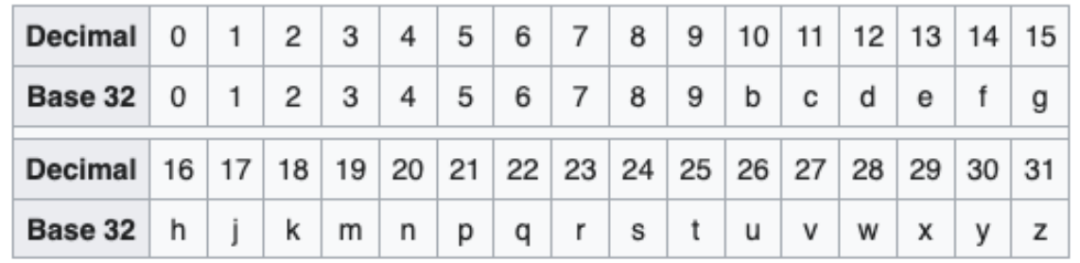 Decimal 0 1 2 3 4 5 6 7 8 9 10 11 12 13 14 15
Base 32 0 1 2 3 4 5 6 7 8 9 b c d e f g
Decimal 16 17 18 19 20 21 22 23 24 25 26 27 28 29 30 31
Base 32 h j k m n p q r s t u v w x y z